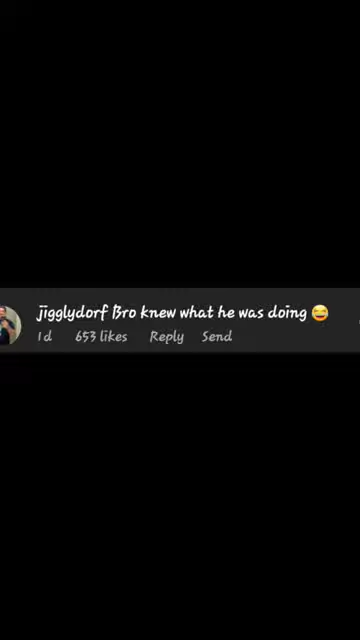 jigglydorf Bro knew what he was doing 😂
1d 653 likes Reply Send